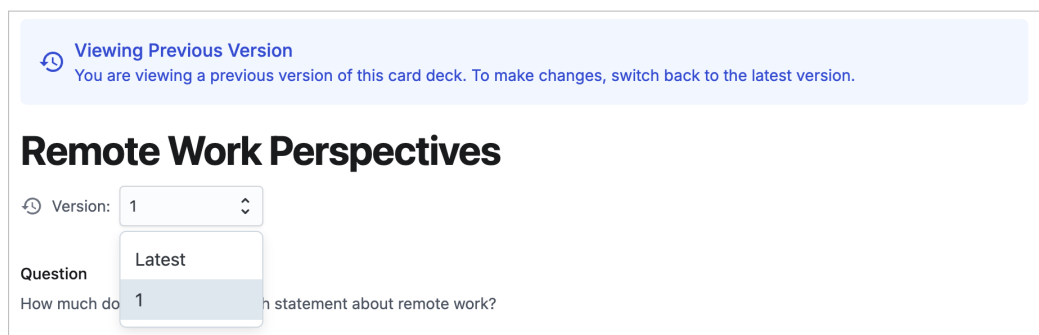 Viewing Previous Version
You are viewing a previous version of this card deck. To make changes, switch back to the latest version.
Remote Work Perspectives
Version: 1
Latest
Question
1
How much do statement about remote work?